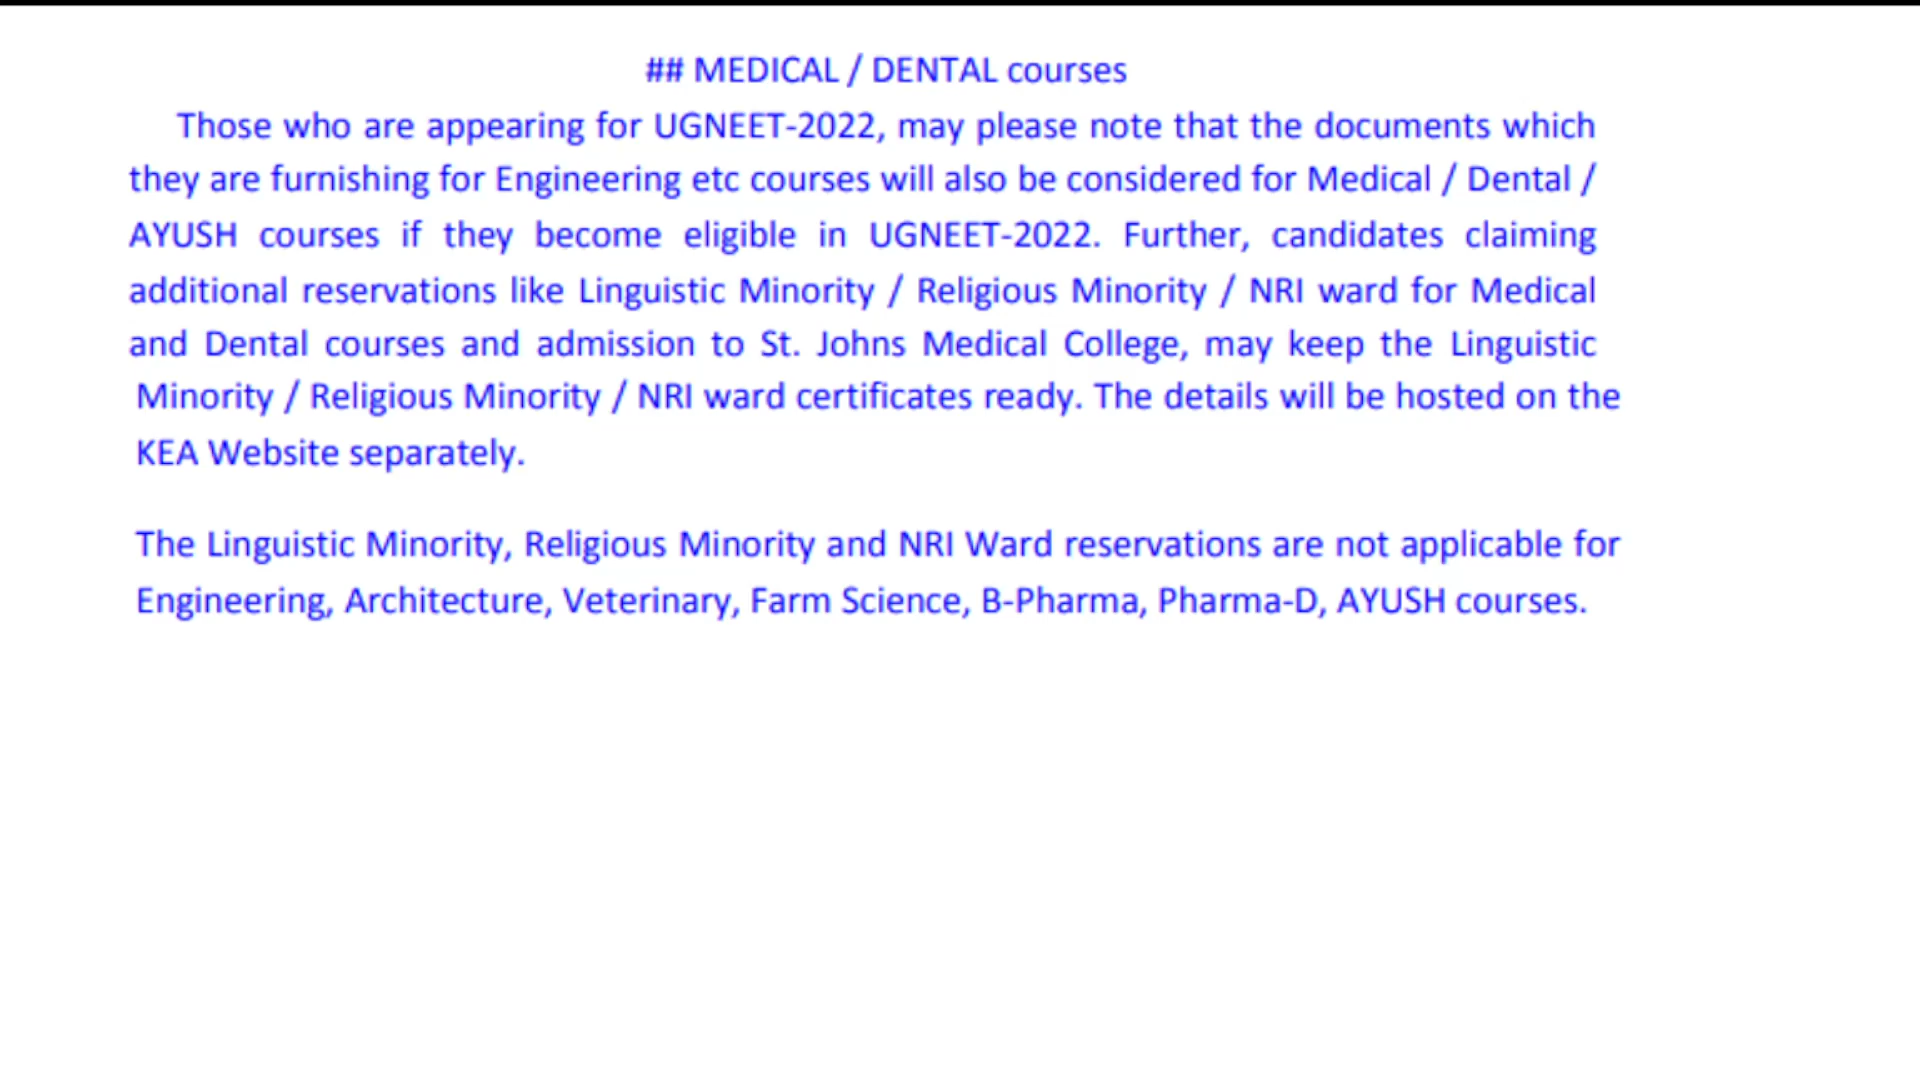 ## MEDICAL / DENTAL courses
Those who are appearing for UGNEET-2022, may please note that the documents which
they are furnishing for Engineering etc courses will also be considered for Medical / Dental /
AYUSH courses if they become eligible in UGNEET-2022. Further, candidates claiming
additional reservations like Linguistic Minority / Religious Minority / NRI ward for Medical
and Dental courses and admission to St. Johns Medical College, may keep the Linguistic
Minority / Religious Minority / NRI ward certificates ready. The details will be hosted on the
KEA Website separately.
The Linguistic Minority, Religious Minority and NRI Ward reservations are not applicable for
Engineering, Architecture, Veterinary, Farm Science, B-Pharma, Pharma-D, AYUSH courses.